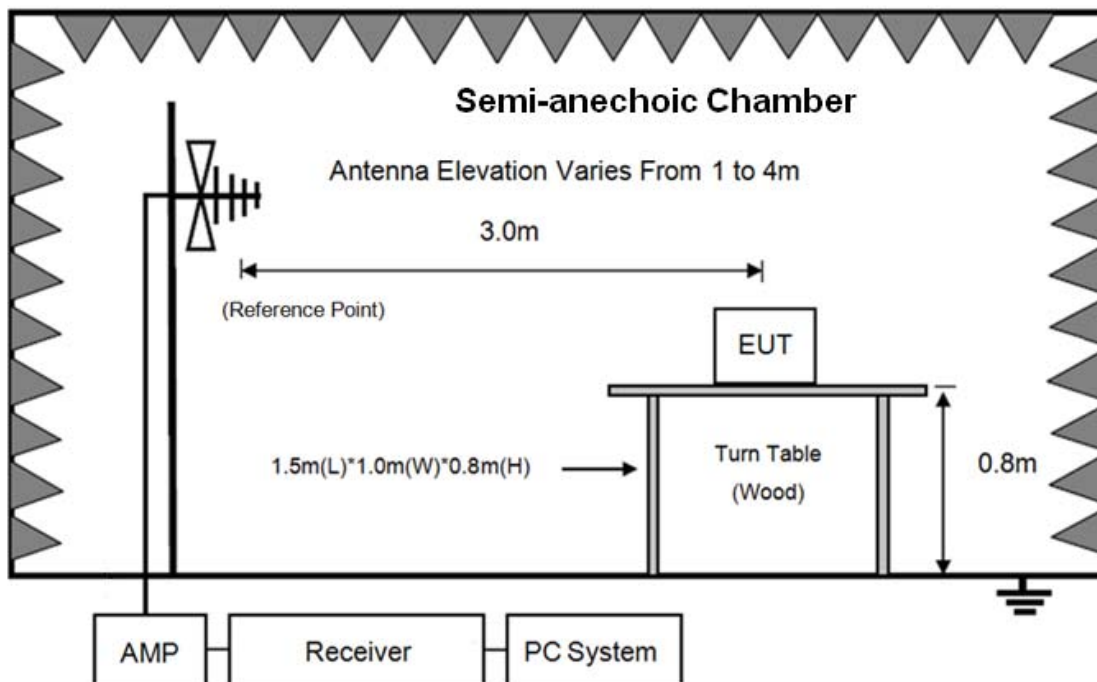 Semi-anechoic Chamber
Antenna Elevation Varies From 1 to 4m
3.0m
(Reference Point)
EUT
1.5m(L)*1.0m(W)*0.8m(H)
Turn Table
(Wood)
0.8m
AMP
Receiver
PC System